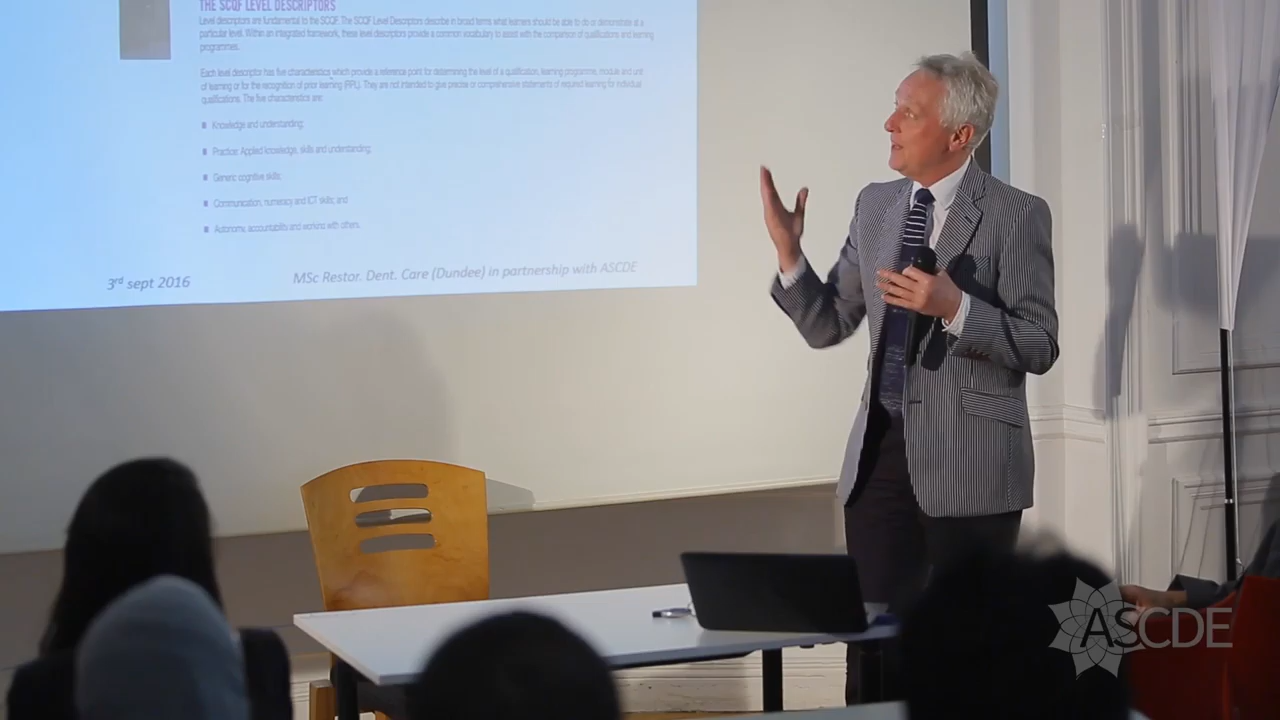 THE SCQF LEVEL DESCRIPTORS
Level descriptors are fundamental to the SCQF. The SCQF Level Descriptors describe in broad terms what learners should be able to do or demonstrate at a
particular level. Within an integrated framework, these level descriptors provide a common vocabulary to assist with the comparison of qualifications and learning
programmes.
Each level descriptor has five characteristics which provide a reference point for determining the level of a qualification, learning programme, module and unit
of learning or for the recognition of prior learning (RPL). They are not intended to give precise or comprehensive statements of required learning for individual
qualifications. The five characteristics are:
■ Knowledge and understanding;
■ Practice: Applied knowledge, skills and understanding;
■ Generic cognitive skills;
■ Communication, numeracy and ICT skills; and
■ Autonomy, accountability and working with others.
3rd sept 2016
MSc Restor. Dent. Care (Dundee) in partnership with ASCDE
ASCDE